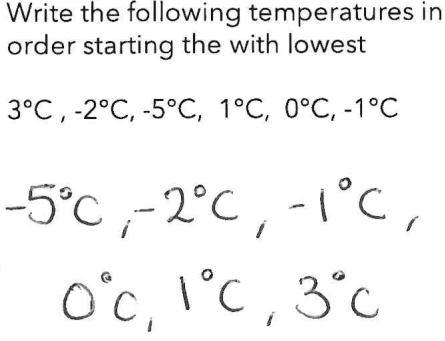 Write the following temperatures in
order starting the with lowest
3°C , -2°C, -5°C, 1°C, 0°C, -1°C
-5°C, -2°C, -1°C,
0°C, 1°C, 3°C